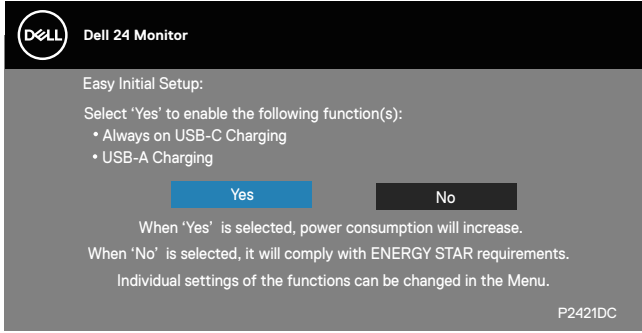 DELL
Dell 24 Monitor
Easy Initial Setup:
Select ‘Yes’ to enable the following function(s):
• Always on USB-C Charging
• USB-A Charging
Yes No
When ‘Yes’ is selected, power consumption will increase.
When ‘No’ is selected, it will comply with ENERGY STAR requirements.
Individual settings of the functions can be changed in the Menu.
P2421DC